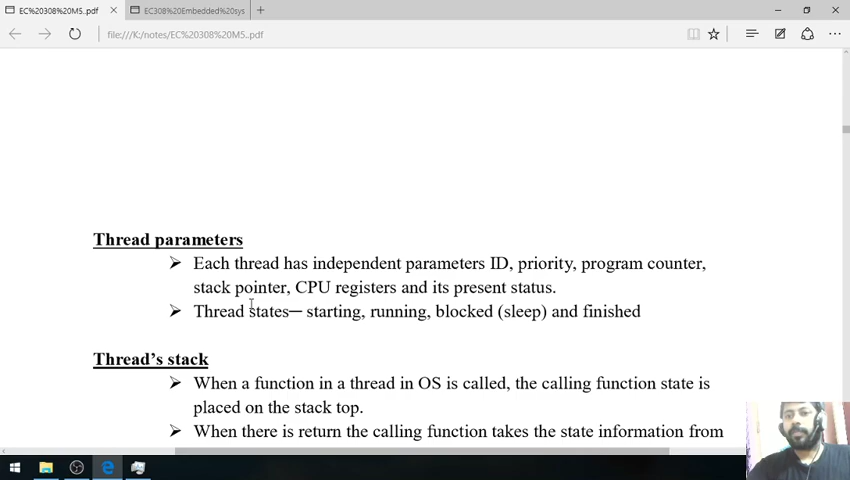 EC%20308%20M5..pdf
EC308%20Embedded%20sys
file:///K:/notes/EC%20308%20M5..pdf
Thread parameters
➢ Each thread has independent parameters ID, priority, program counter,
stack pointer, CPU registers and its present status.
➢ Thread states─ starting, running, blocked (sleep) and finished
Thread's stack
➢ When a function in a thread in OS is called, the calling function state is
placed on the stack top.
➢ When there is return the calling function takes the state information from